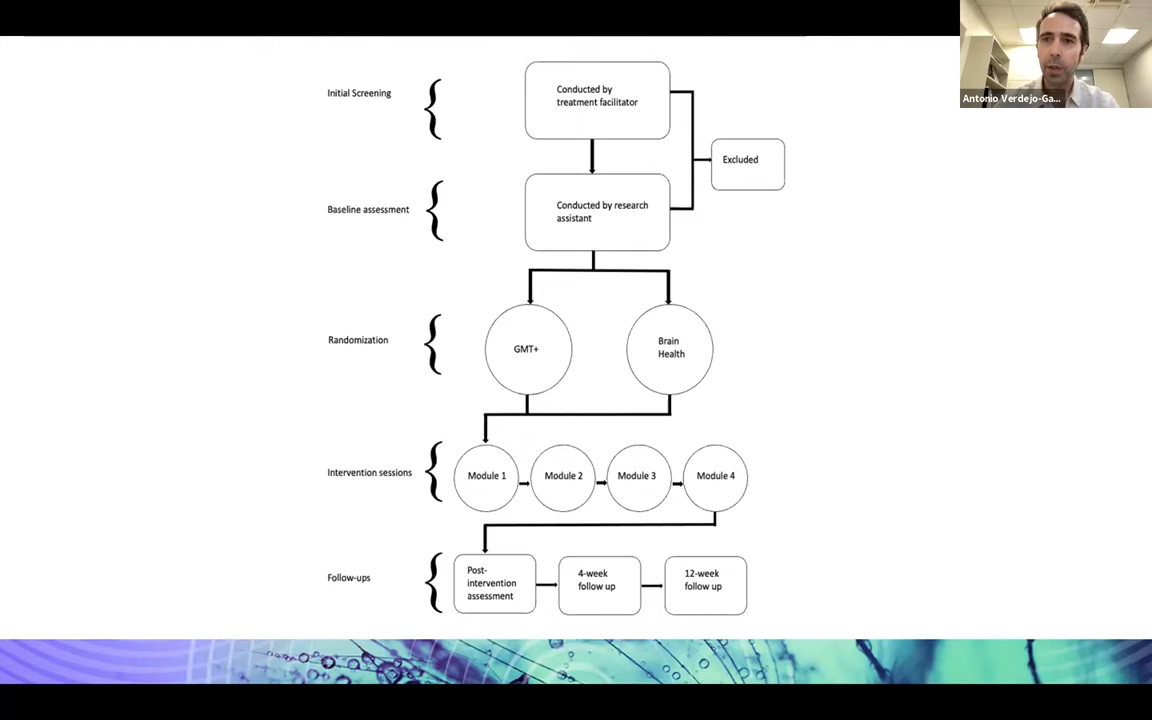 Antonio Verdejo-Ga...
Initial Screening
Conducted by
treatment facilitator
Excluded
Baseline assessment
Conducted by research
assistant
Randomization
GMT+
Brain
Health
Intervention sessions
Module 1
Module 2
Module 3
Module 4
Follow-ups
Post-
intervention
assessment
4-week
follow up
12-week
follow up